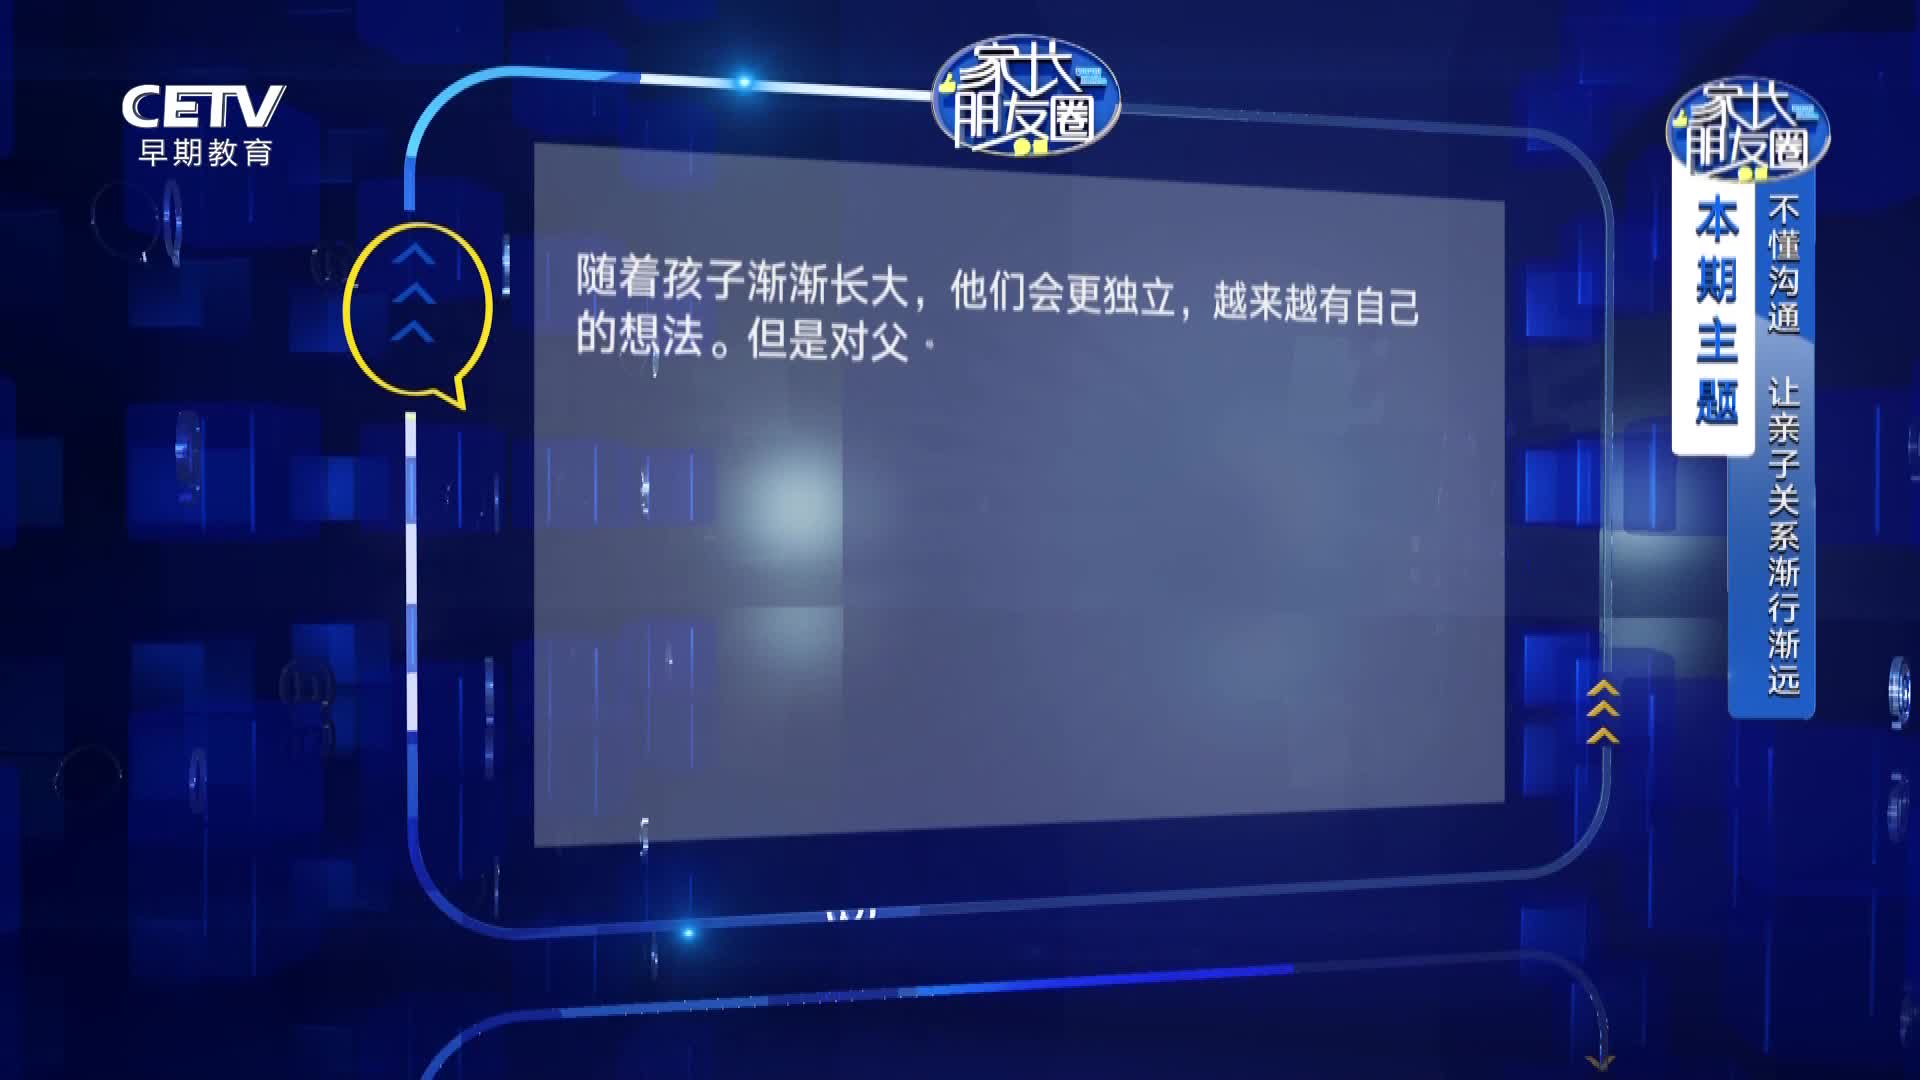 CETV
早期教育
家长
朋友圈
随着孩子渐渐长大，他们会更独立，越来越有自己
的想法。但是对父
家长
朋友圈
本期主题
不懂沟通 让亲子关系渐行渐远